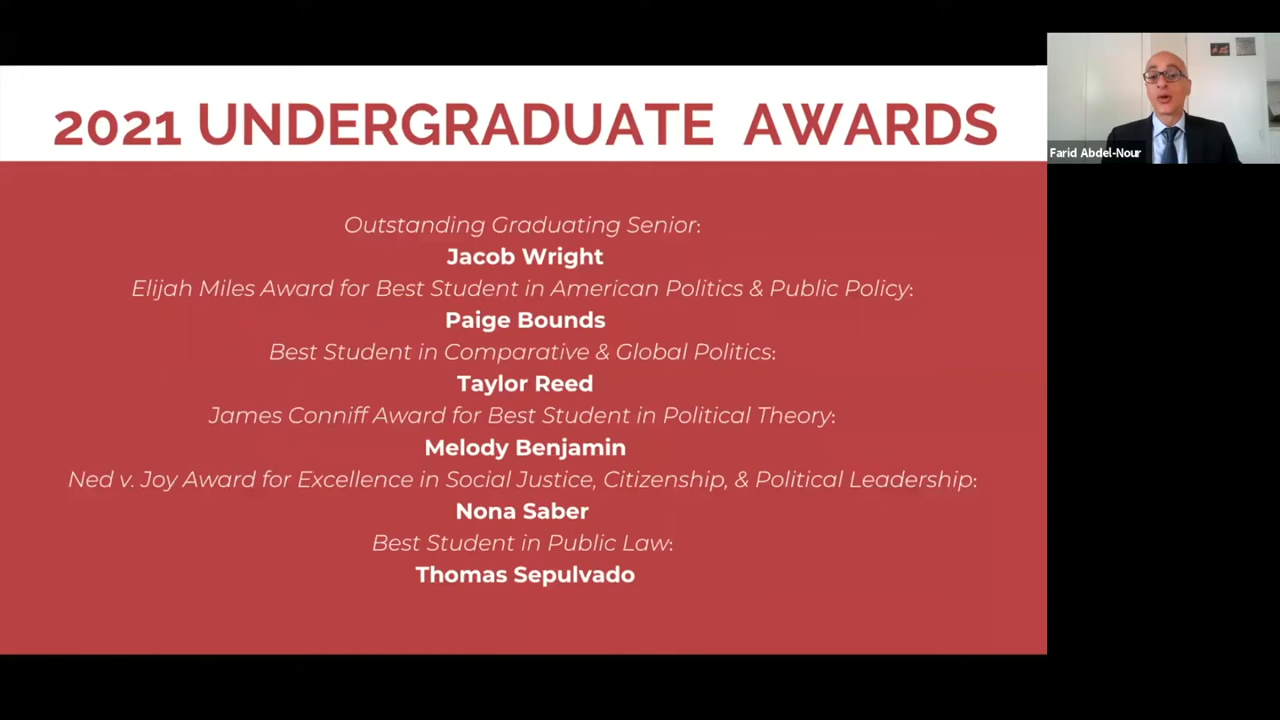 2021 UNDERGRADUATE AWARDS
Outstanding Graduating Senior:
Jacob Wright
Elijah Miles Award for Best Student in American Politics & Public Policy:
Paige Bounds
Best Student in Comparative & Global Politics:
Taylor Reed
James Conniff Award for Best Student in Political Theory:
Melody Benjamin
Ned v. Joy Award for Excellence in Social Justice, Citizenship, & Political Leadership:
Nona Saber
Best Student in Public Law:
Thomas Sepulvado
Farid Abdel-Nour